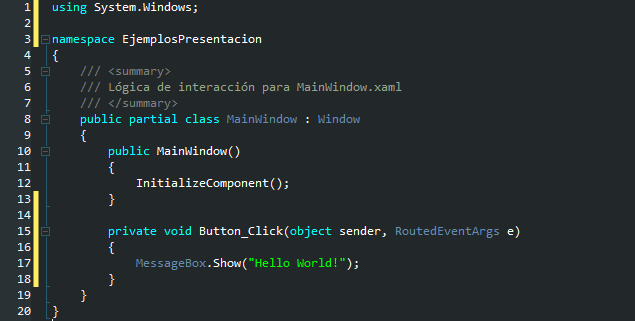 1 using System.Windows;
2
3 namespace EjemplosPresentacion
4 {
5 /// <summary>
6 /// Lógica de interacción para MainWindow.xaml
7 /// </summary>
8 public partial class MainWindow : Window
9 {
10 public MainWindow()
11 {
12 InitializeComponent();
13 }
14
15 private void Button_Click(object sender, RoutedEventArgs e)
16 {
17 MessageBox.Show("Hello World!");
18 }
19 }
20 }